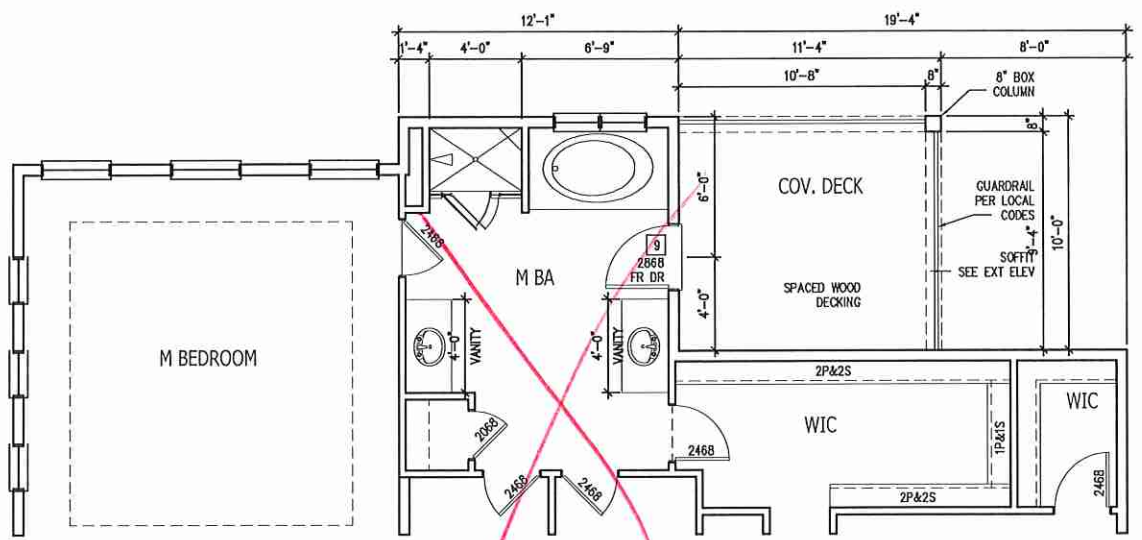 12'-1"
19'-4"
1'-4"
4'-0"
6'-9"
11'-4"
8'-0"
10'-8"
8"
8" BOX
COLUMN
8"
COV. DECK
6'-0"
GUARDRAIL
PER LOCAL
CODES
9'-4"
10'-0"
2468
9
2868
FR DR
M BA
SOFFIT
SEE EXT ELEV
SPACED WOOD
DECKING
4'-0"
4'-0"
VANITY
4'-0"
VANITY
M BEDROOM
2P&2S
WIC
WIC
1P&1S
2068
2468
2468
2468
2468
2P&2S